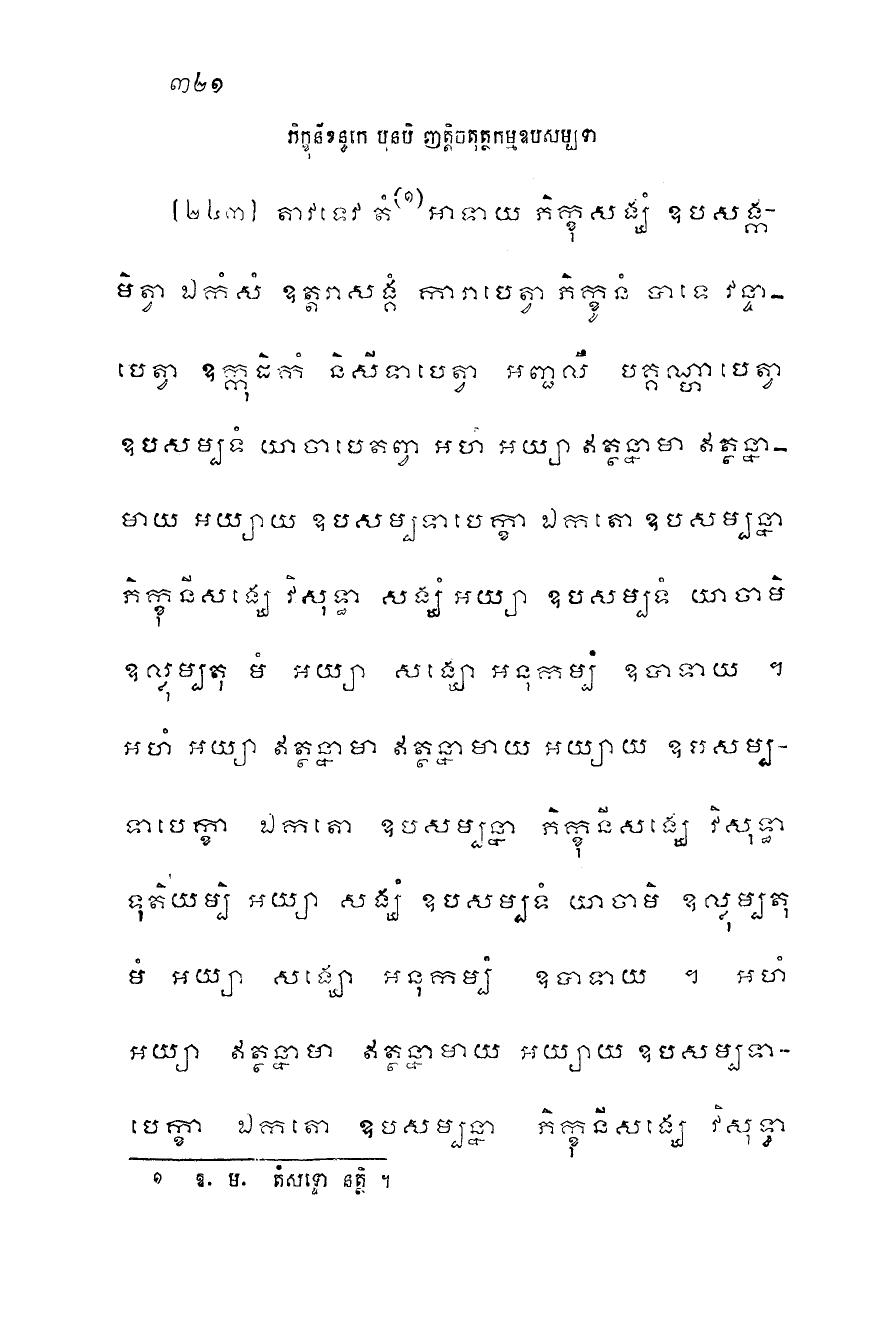 ៣២១
ភិក្ខុនីខន្ធកេ បុនបិ ញត្តិចតុត្ថកម្មឧបសម្បទា
[២៤៣] តាវទេវ តំ(១)អាទាយ ភិក្ខុសង្ឃំ ឧបសង្ក-
មិត្វា ឯកំសំ ឧត្តរាសង្គំ ការាបេត្វា ភិក្ខូនំ បាទេ វន្ទា-
បេត្វា ឧក្កុដិកំ និសីទាបេត្វា អញ្ជលឹ បគ្គណ្ហាបេត្វា
ឧបសម្បទំ យាចាបេតញ្វា អហំ អយ្យា ឥត្ថន្នាមា ឥត្ថន្នា-
មាយ អយ្យាយ ឧបសម្បទាបេក្ខា ឯកតោ ឧបសម្បន្នា
ភិក្ខុនីសង្ឃេ វិសុទ្ធា សង្ឃំ អយ្យា ឧបសម្បទំ យាចាមិ
ឧល្លុម្បតុ មំ អយ្យា សង្ឃោ អនុកម្បំ ឧបាទាយ ។
អហំ អយ្យា ឥត្ថន្នាមា ឥត្ថន្នាមាយ អយ្យាយ ឧបសម្ប-
ទាបេក្ខា ឯកតោ ឧបសម្បន្នា ភិក្ខុនីសង្ឃេ វិសុទ្ធា
ទុតិយម្បិ អយ្យា សង្ឃំ ឧបសម្បទំ យាចាមិ ឧល្លុម្បតុ
មំ អយ្យា សង្ឃោ អនុកម្បំ ឧបាទាយ ។ អហំ
អយ្យា ឥត្ថន្នាមា ឥត្ថន្នាមាយ អយ្យាយ ឧបសម្បទា-
បេក្ខា ឯកតោ ឧបសម្បន្នា ភិក្ខុនីសង្ឃេ វិសុទ្ធា
១ ឧ. ម. តំសទ្ទោ នត្ថិ ។